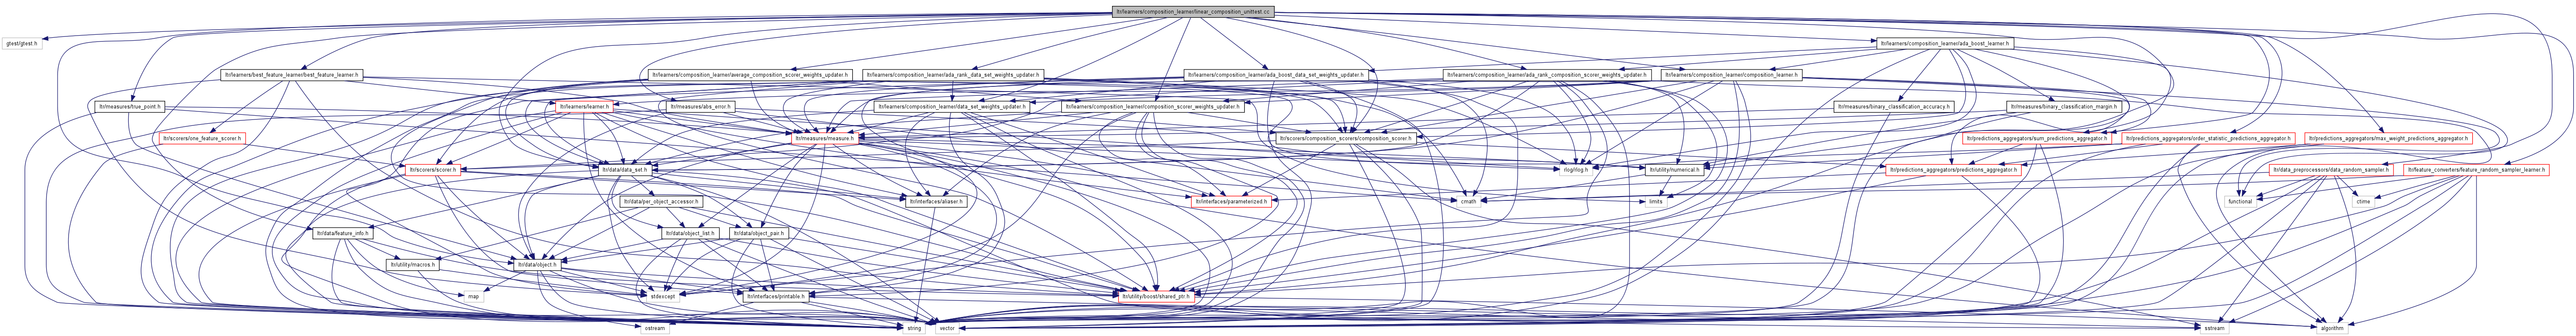 ltr/learners/composition_learner/linear_composition_unittest.cc
gtest/gtest.h
ltr/learners/composition_learner/ada_boost_learner.h
ltr/learners/best_feature_learner/best_feature_learner.h
ltr/learners/composition_learner/average_composition_scorer_weights_updater.h
ltr/learners/composition_learner/ada_rank_data_set_weights_updater.h
ltr/learners/composition_learner/ada_boost_data_set_weights_updater.h
ltr/learners/composition_learner/ada_rank_composition_scorer_weights_updater.h
ltr/learners/composition_learner/composition_learner.h
ltr/measures/true_point.h
ltr/learners/learner.h
ltr/measures/abs_error.h
ltr/learners/composition_learner/data_set_weights_updater.h
ltr/learners/composition_learner/composition_scorer_weights_updater.h
ltr/measures/binary_classification_accuracy.h
ltr/measures/binary_classification_margin.h
ltr/scorers/one_feature_scorer.h
ltr/measures/measure.h
ltr/scorers/composition_scorers/composition_scorer.h
ltr/predictions_aggregators/sum_predictions_aggregator.h
ltr/predictions_aggregators/order_statistic_predictions_aggregator.h
ltr/predictions_aggregators/max_weight_predictions_aggregator.h
ltr/scorers/scorer.h
ltr/data/data_set.h
rlog/rlog.h
ltr/utility/numerical.h
ltr/predictions_aggregators/predictions_aggregator.h
ltr/data_preprocessors/data_random_sampler.h
ltr/feature_converters/feature_random_sampler_learner.h
ltr/data/per_object_accessor.h
ltr/interfaces/aliaser.h
ltr/interfaces/parameterized.h
cmath
limits
functional
ctime
ltr/data/feature_info.h
ltr/data/object_list.h
ltr/data/object_pair.h
ltr/utility/macros.h
ltr/data/object.h
map
stdexcept
ltr/interfaces/printable.h
ltr/utility/boost/shared_ptr.h
ostream
string
vector
sstream
algorithm